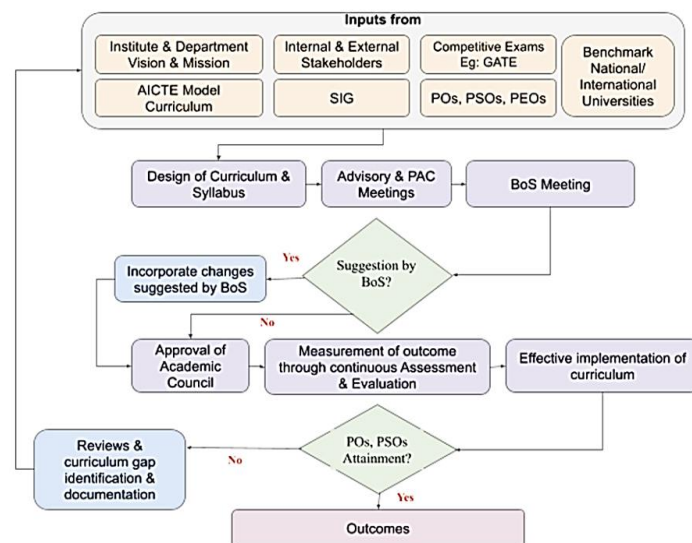 Inputs from
Institute & Department
Vision & Mission
Internal & External
Stakeholders
Competitive Exams
Eg: GATE
Benchmark
National/
International
Universities
AICTE Model
Curriculum
SIG
POs, PSOs, PEOs
Design of Curriculum &
Syllabus
Advisory & PAC
Meetings
BoS Meeting
Suggestion by
BoS?
Yes
Incorporate changes
suggested by BoS
No
Approval of
Academic
Council
Measurement of outcome
through continuous Assessment
& Evaluation
Effective implementation of
curriculum
POs, PSOs
Attainment?
No
Reviews &
curriculum gap
identification &
documentation
Yes
Outcomes